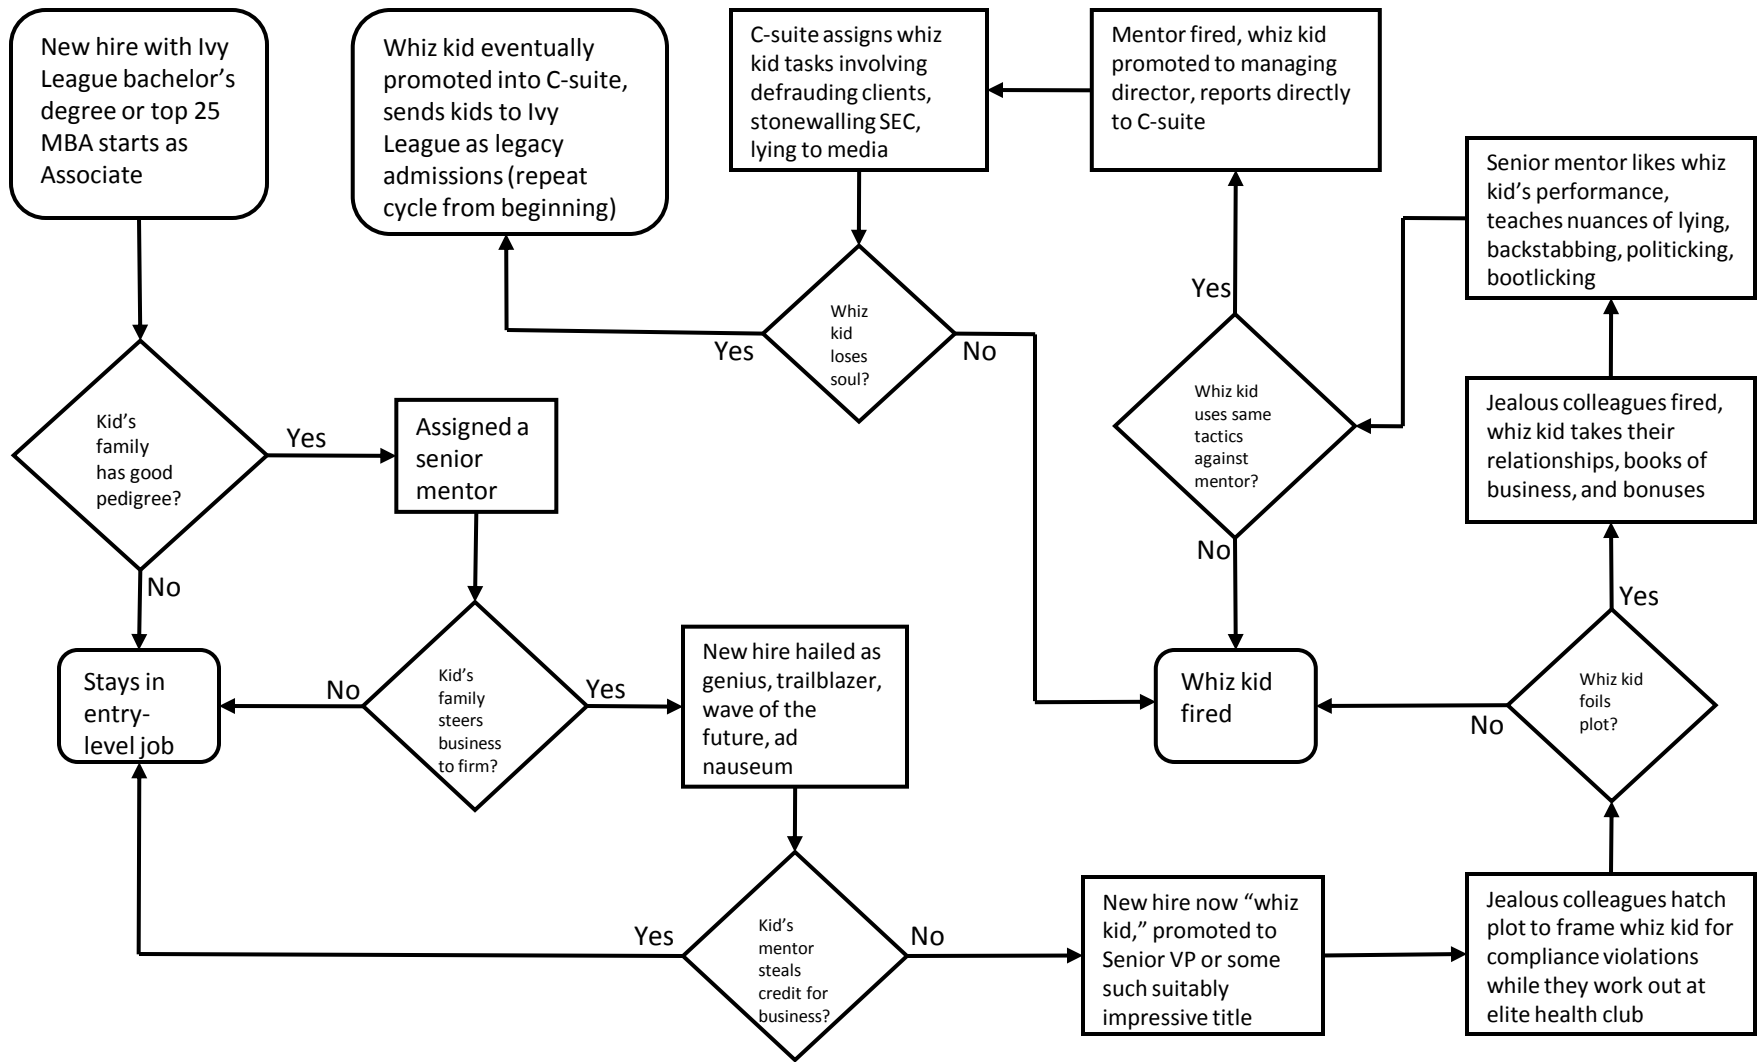 New hire with Ivy
League bachelor's
degree or top 25
MBA starts as
Associate
Kid's
family
has good
pedigree?
Yes
No
Assigned a
senior
mentor
Stays in
entry-
level job
Kid's
family
steers
business
to firm?
No
Yes
New hire hailed as
genius, trailblazer,
wave of the
future, ad
nauseum
Kid's
mentor
steals
credit for
business?
Yes
No
New hire now “whiz
kid,” promoted to
Senior VP or some
such suitably
impressive title
Jealous colleagues hatch
plot to frame whiz kid for
compliance violations
while they work out at
elite health club
Whiz kid
foils
plot?
No
Yes
Whiz kid
fired
Jealous colleagues fired,
whiz kid takes their
relationships, books of
business, and bonuses
Senior mentor likes whiz
kid's performance,
teaches nuances of lying,
backstabbing, politicking,
bootlicking
Whiz kid
uses same
tactics
against
mentor?
No
Yes
Mentor fired, whiz kid
promoted to managing
director, reports directly
to C-suite
C-suite assigns whiz
kid tasks involving
defrauding clients,
stonewalling SEC,
lying to media
Whiz
kid
loses
soul?
No
Yes
Whiz kid eventually
promoted into C-suite,
sends kids to Ivy
League as legacy
admissions (repeat
cycle from beginning)